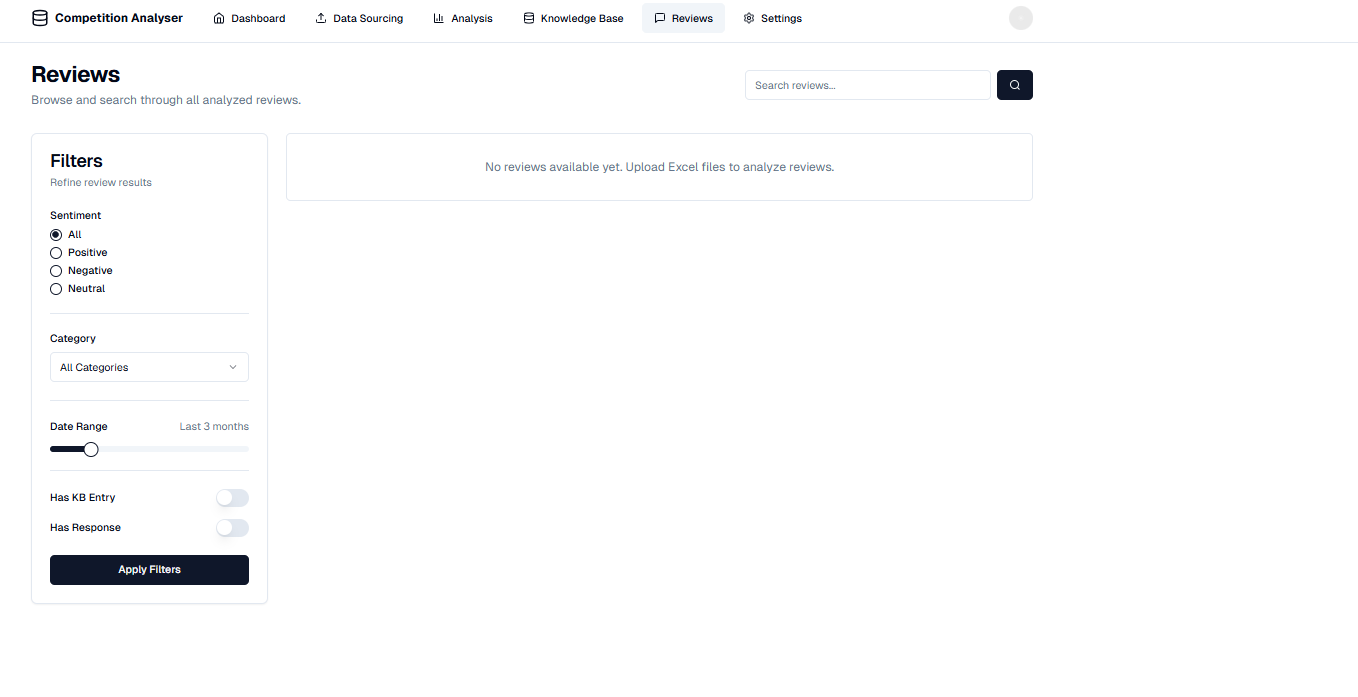 Competition Analyser Dashboard Data Sourcing Analysis Knowledge Base Reviews Settings
Reviews
Browse and search through all analyzed reviews.
Search reviews...
Filters
Refine review results
Sentiment
All
Positive
Negative
Neutral
Category
All Categories
Date Range Last 3 months
Has KB Entry
Has Response
Apply Filters
No reviews available yet. Upload Excel files to analyze reviews.